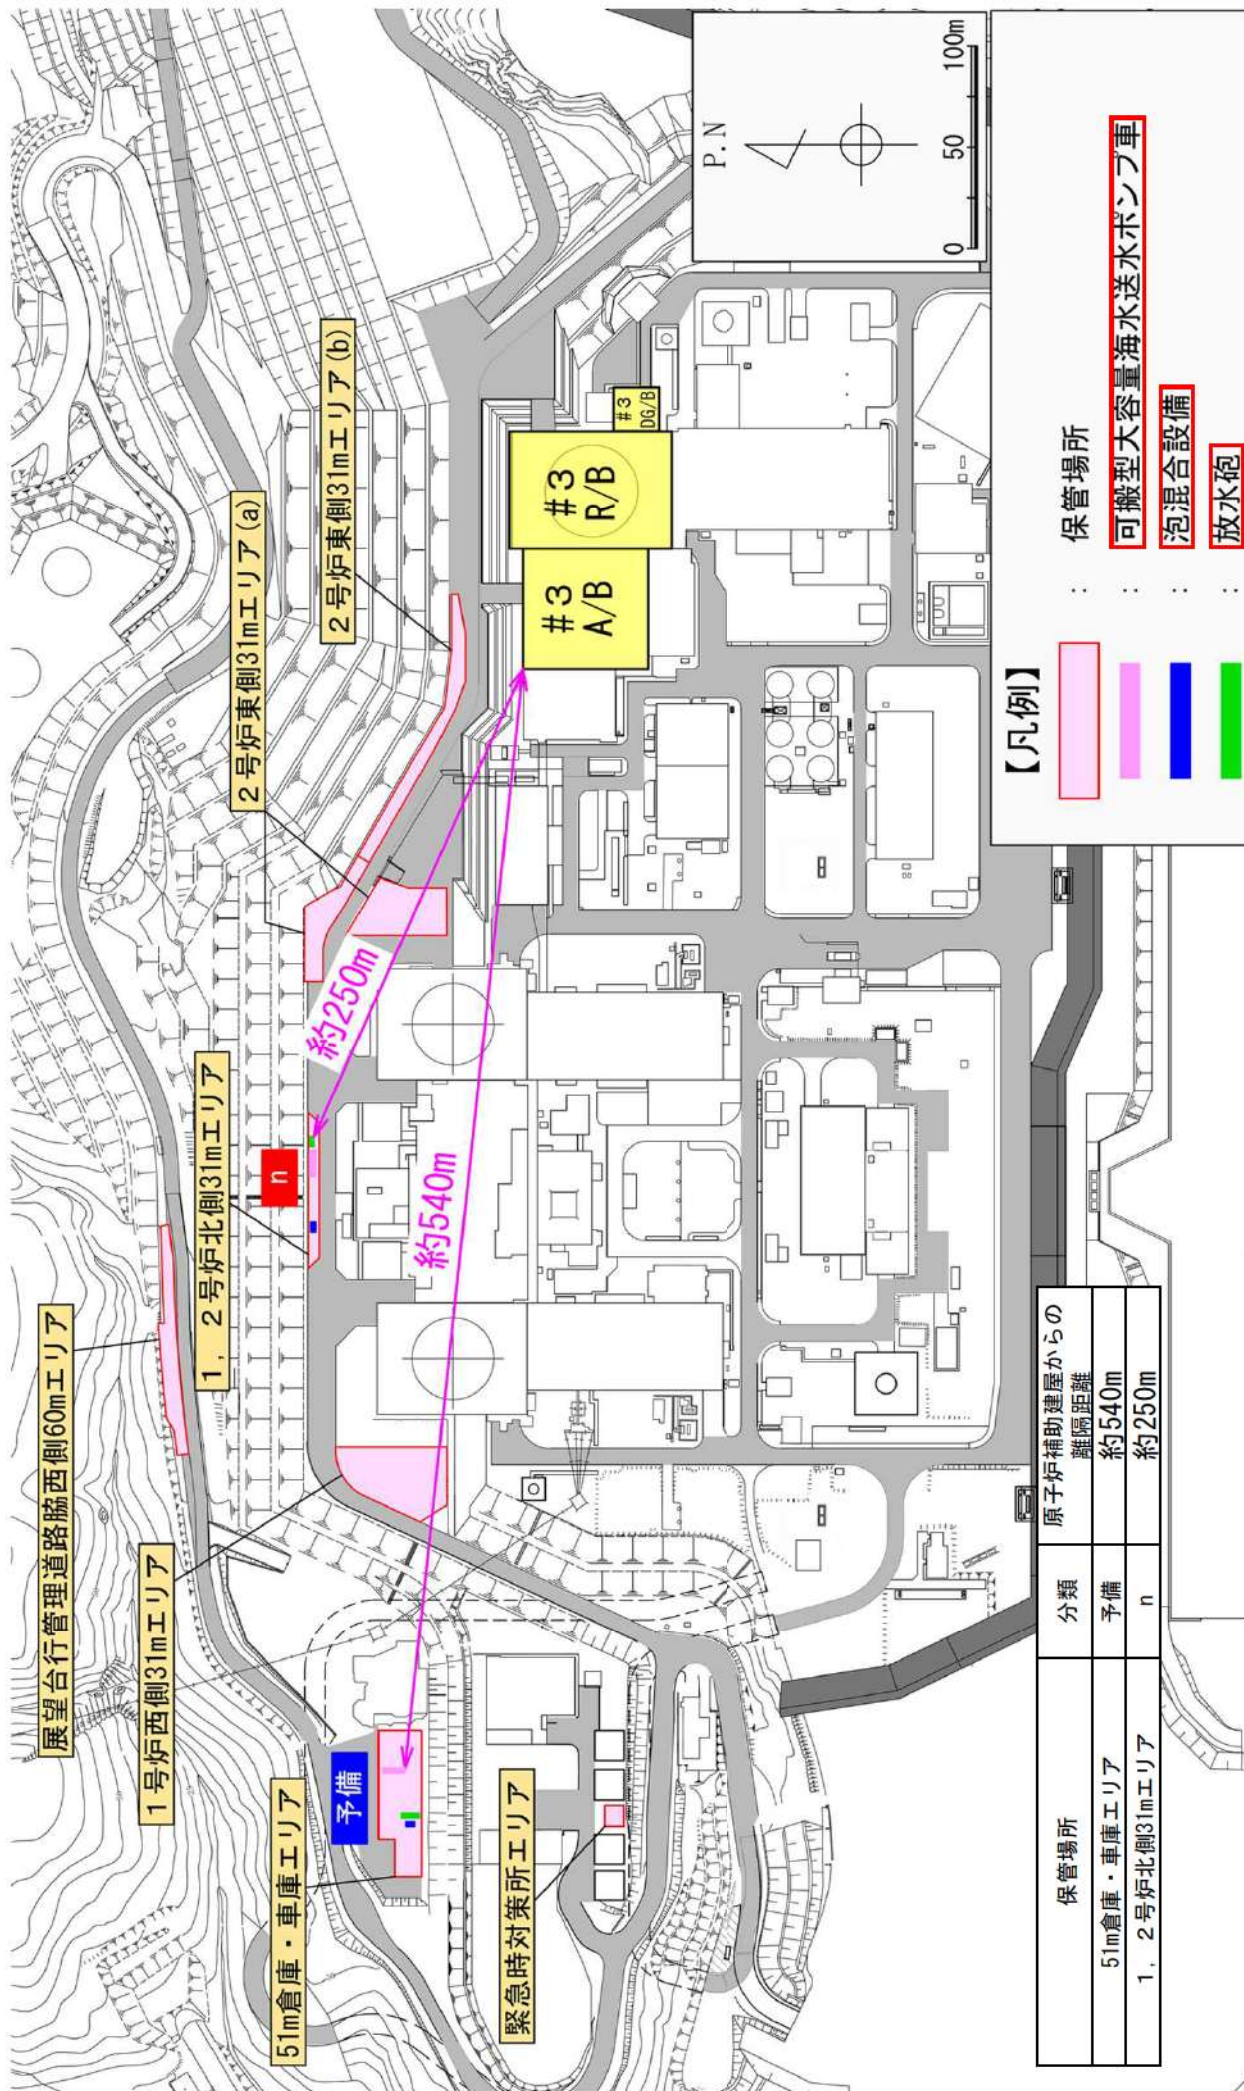 展望台行管理道路脇西側60mエリア
1号炉西側31mエリア
51m倉庫・車庫エリア
予備
緊急時対策所エリア
1，2号炉北側31mエリア
n
2号炉東側31mエリア(a)
2号炉東側31mエリア(b)
約250m
約540m
#3
A/B
#3
R/B
#3
DG/B
P.N
0
50
100m
【凡例】
： 保管場所
： 可搬型大容量海水送水ポンプ車
： 泡混合設備
： 放水砲
保管場所 分類 原子炉補助建屋からの
離隔距離
51m倉庫・車庫エリア 予備 約540m
1，2号炉北側31mエリア n 約250m